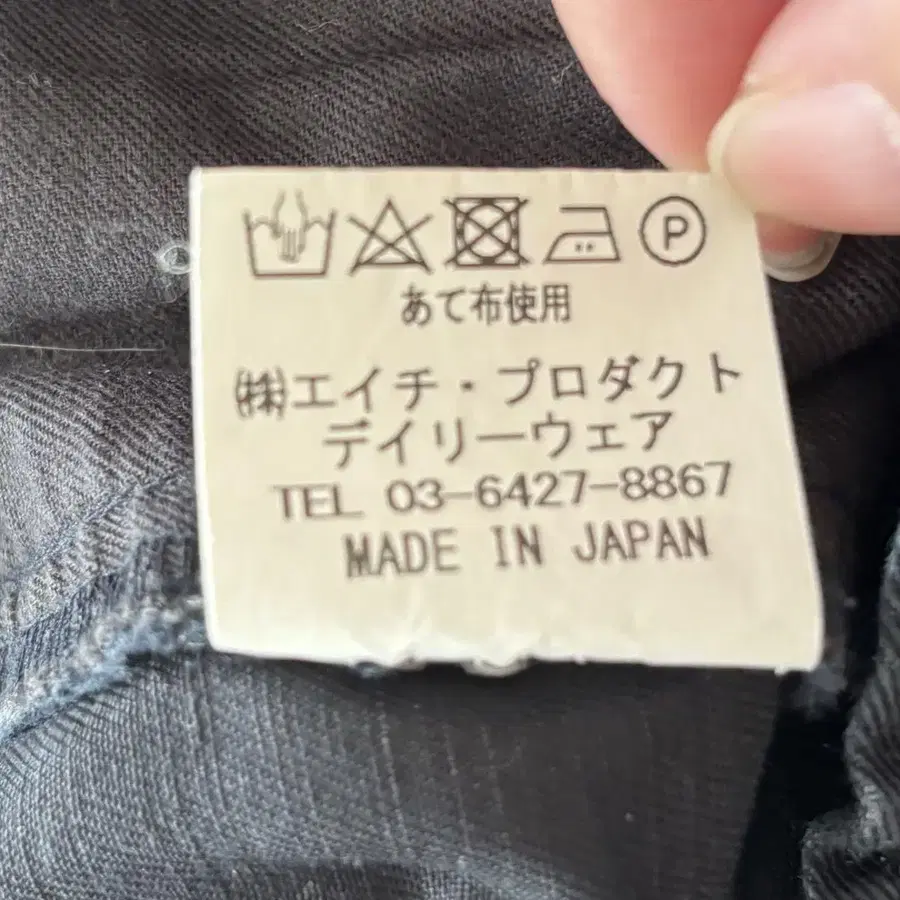 P
あて布使用
㈱エイチ・プロダクト
デイリーウェア
TEL 03-6427-8867
MADE IN JAPAN